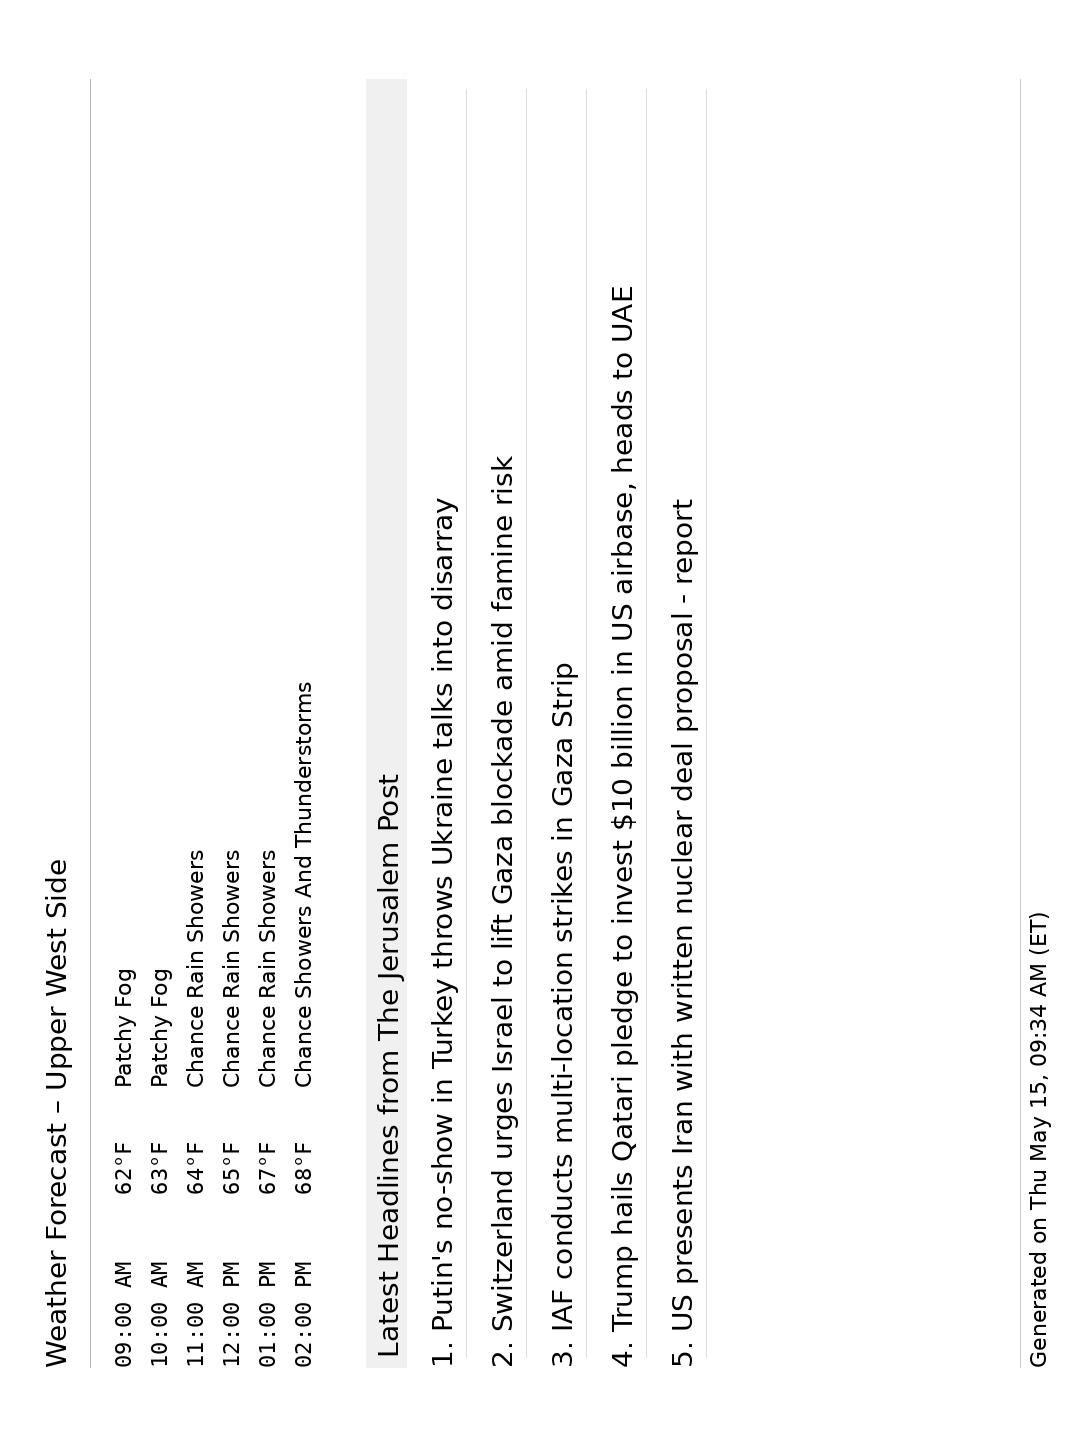 Weather Forecast – Upper West Side
09:00 AM 62°F Patchy Fog
10:00 AM 63°F Patchy Fog
11:00 AM 64°F Chance Rain Showers
12:00 PM 65°F Chance Rain Showers
01:00 PM 67°F Chance Rain Showers
02:00 PM 68°F Chance Showers And Thunderstorms
Latest Headlines from The Jerusalem Post
1. Putin's no-show in Turkey throws Ukraine talks into disarray
2. Switzerland urges Israel to lift Gaza blockade amid famine risk
3. IAF conducts multi-location strikes in Gaza Strip
4. Trump hails Qatari pledge to invest $10 billion in US airbase, heads to UAE
5. US presents Iran with written nuclear deal proposal - report
Generated on Thu May 15, 09:34 AM (ET)